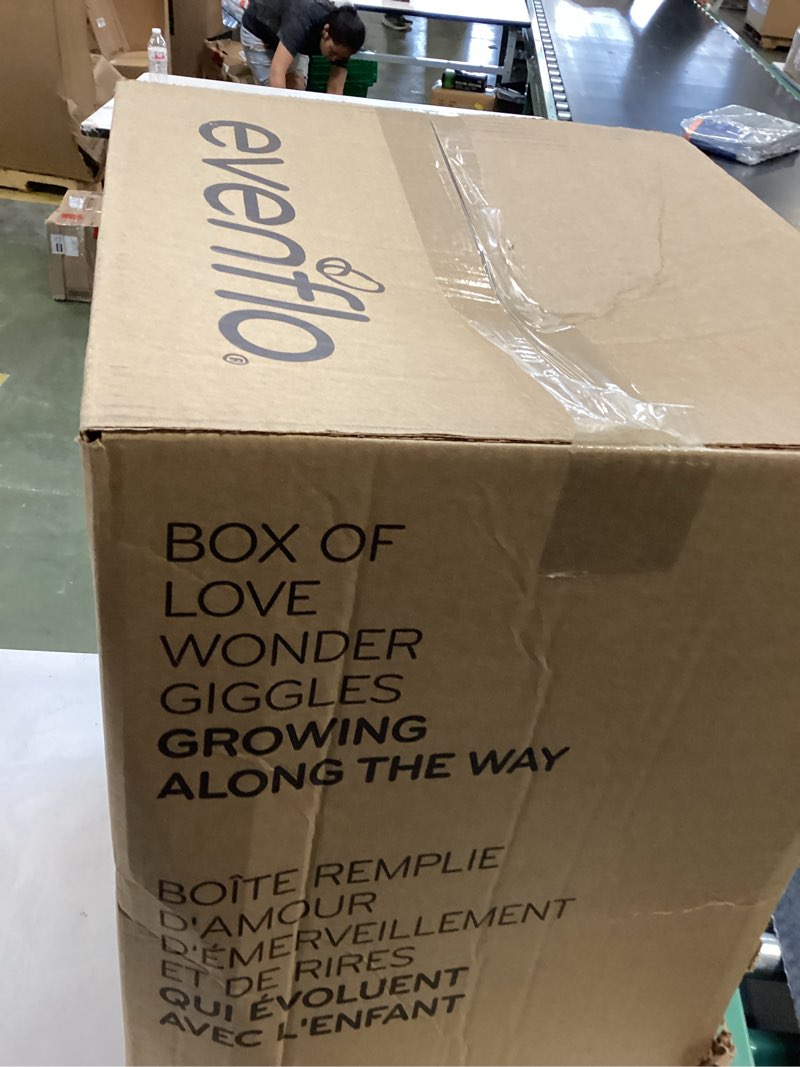 evenflo®
BOX OF
LOVE
WONDER
GIGGLES
GROWING
ALONG THE WAY
BOÎTE REMPLIE
D'AMOUR
D'ÉMERVEILLEMENT
ET DE RIRES
QUI ÉVOLUENT
AVEC L'ENFANT